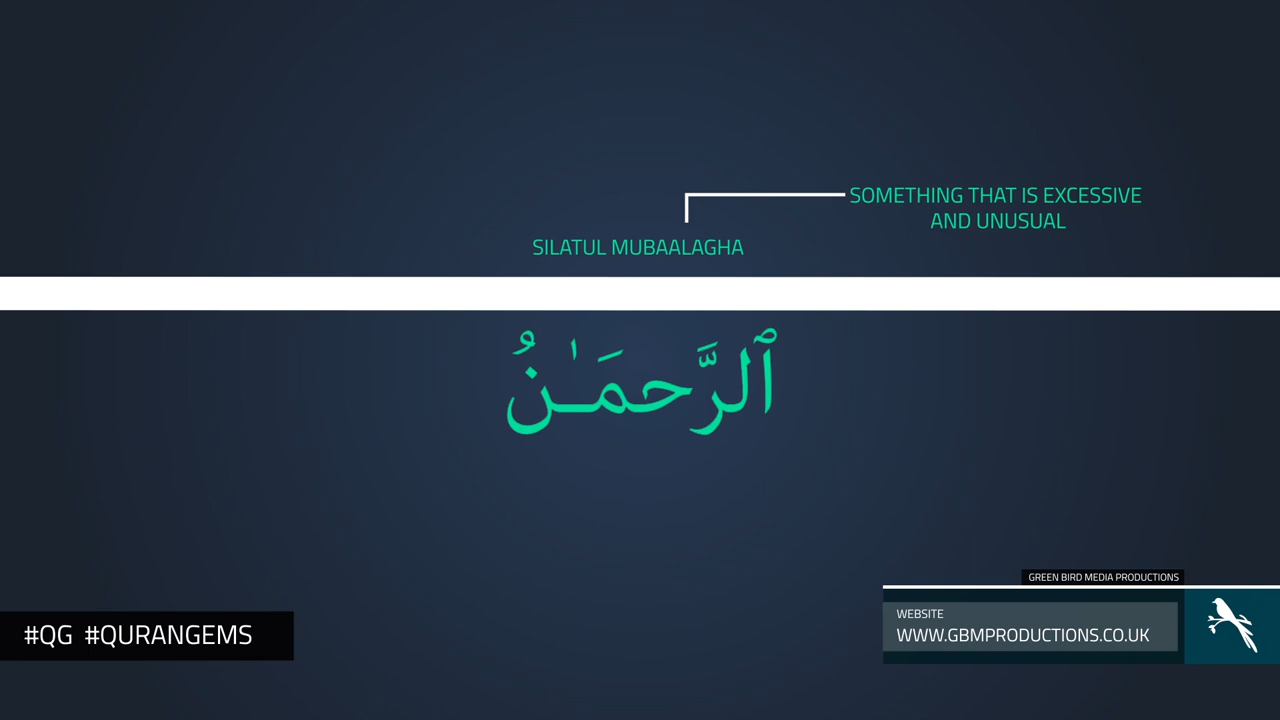 SOMETHING THAT IS EXCESSIVE
AND UNUSUAL
SILATUL MUBAALAGHA
ٱلرَّحمَـٰنُ
GREEN BIRD MEDIA PRODUCTIONS
WEBSITE
WWW.GBMPRODUCTIONS.CO.UK
#QG #QURANGEMS